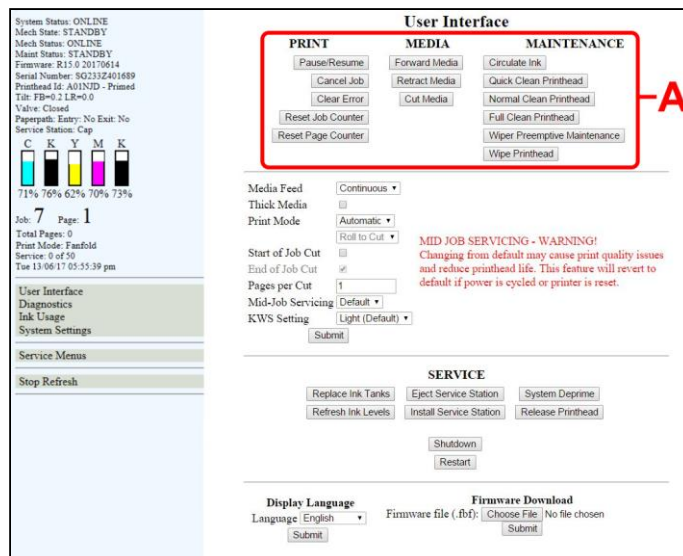 System Status: ONLINE
Mech State: STANDBY
Mech Status: ONLINE
Maint Status: STANDBY
Firmware: R15.0 20170614
Serial Number: SG233Z401689
Printhead Id: A01NJD - Primed
Tilt: FB=0.2 LR=0.0
Valve: Closed
Paperpath: Entry: No Exit: No
Service Station: Cap
C K Y M K
71% 76% 62% 70% 73%
Job: 7 Page: 1
Total Pages: 0
Print Mode: Fanfold
Service: 0 of 50
Tue 13/06/17 05:55:39 pm
User Interface
Diagnostics
Ink Usage
System Settings
Service Menus
Stop Refresh
User Interface
PRINT MEDIA MAINTENANCE
Pause/Resume Forward Media Circulate Ink
Cancel Job Retract Media Quick Clean Printhead
Clear Error Cut Media Normal Clean Printhead
Reset Job Counter Full Clean Printhead
Reset Page Counter Wiper Preemptive Maintenance
Wipe Printhead
A
Media Feed Continuous
Thick Media
Print Mode Automatic
Roll to Cut
Start of Job Cut
End of Job Cut
Pages per Cut 1
Mid-Job Servicing Default
KWS Setting Light (Default)
Submit
MID JOB SERVICING - WARNING!
Changing from default may cause print quality issues
and reduce printhead life. This feature will revert to
default if power is cycled or printer is reset.
SERVICE
Replace Ink Tanks Eject Service Station System Deprime
Refresh Ink Levels Install Service Station Release Printhead
Shutdown
Restart
Display Language
Language English
Submit
Firmware Download
Firmware file (.fbf): Choose File No file chosen
Submit